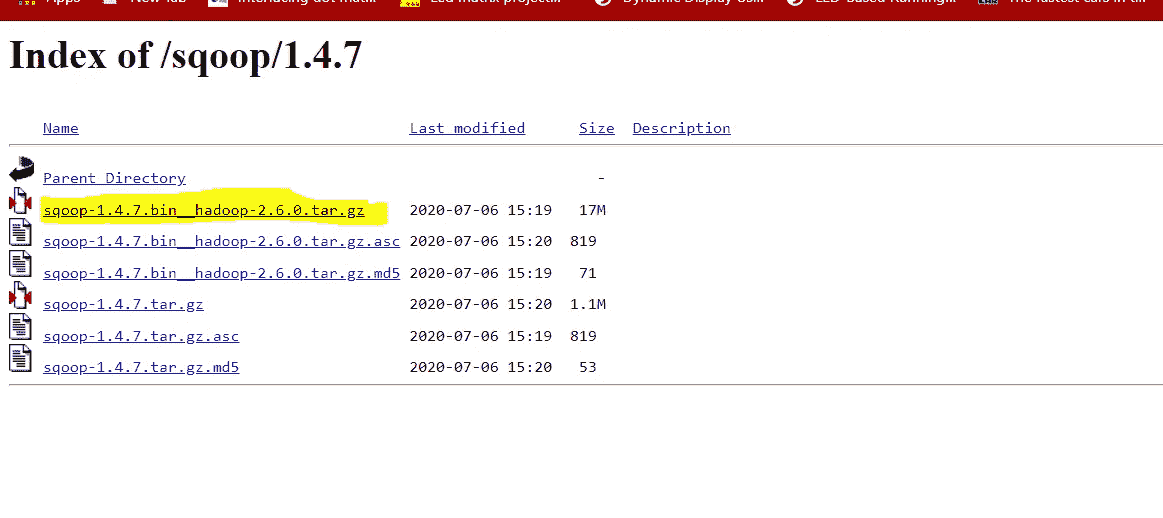 Apps New Tab Interfacing dot mat... Led matrix project... Dynamic Display Us... LED-Based Running... The fastest cars in t...
Index of /sqoop/1.4.7
Name Last modified Size Description
Parent Directory -
sqoop-1.4.7.bin__hadoop-2.6.0.tar.gz 2020-07-06 15:19 17M
sqoop-1.4.7.bin__hadoop-2.6.0.tar.gz.asc 2020-07-06 15:20 819
sqoop-1.4.7.bin__hadoop-2.6.0.tar.gz.md5 2020-07-06 15:20 71
sqoop-1.4.7.tar.gz 2020-07-06 15:20 1.1M
sqoop-1.4.7.tar.gz.asc 2020-07-06 15:19 819
sqoop-1.4.7.tar.gz.md5 2020-07-06 15:20 53